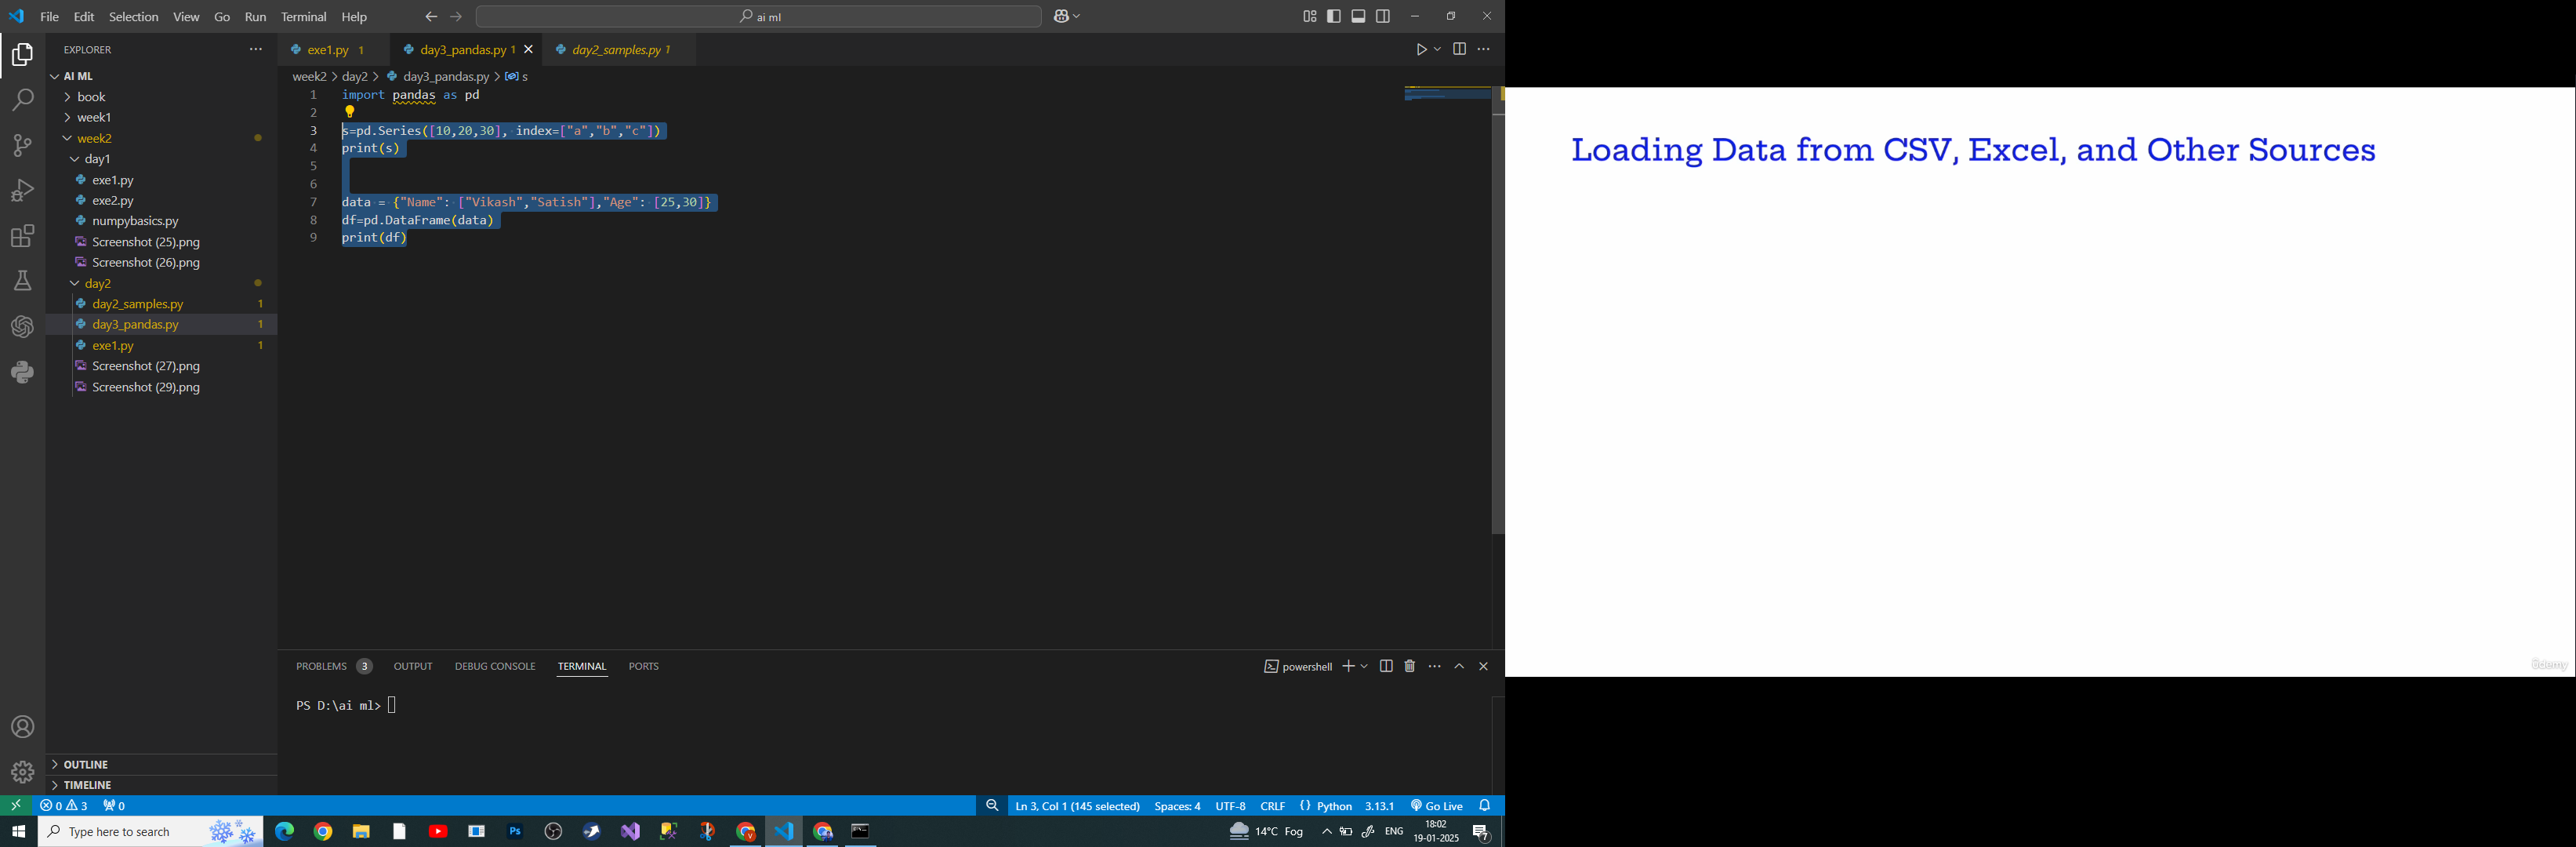 File Edit Selection View Go Run Terminal Help
ai ml
EXPLORER
exe1.py 1
day3_pandas.py 1
day2_samples.py 1
AI ML
book
week1
week2
day1
exe1.py
exe2.py
numpybasics.py
Screenshot (25).png
Screenshot (26).png
day2
day2_samples.py 1
day3_pandas.py 1
exe1.py 1
Screenshot (27).png
Screenshot (29).png
OUTLINE
TIMELINE
week2 > day2 > day3_pandas.py > s
1 import pandas as pd
2
3 s=pd.Series([10,20,30], index=["a","b","c"])
4 print(s)
5
6
7 data = {"Name": ["Vikash","Satish"],"Age": [25,30]}
8 df=pd.DataFrame(data)
9 print(df)
PROBLEMS 3 OUTPUT DEBUG CONSOLE TERMINAL PORTS
powershell
PS D:\ai ml>
0 3 0
Ln 3, Col 1 (145 selected) Spaces: 4 UTF-8 CRLF {} Python 3.13.1 Go Live
Type here to search
Ps
14°C Fog
ENG
18:02
19-01-2025
7
Loading Data from CSV, Excel, and Other Sources
ûdemy